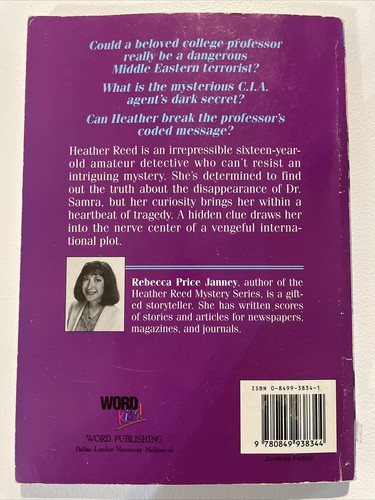 Could a beloved college professor
really be a dangerous
Middle Eastern terrorist?
What is the mysterious C.I.A.
agent's dark secret?
Can Heather break the professor's
coded message?
Heather Reed is an irrepressible sixteen-year-
old amateur detective who can't resist an
intriguing mystery. She's determined to find
out the truth about the disappearance of Dr.
Samra, but her curiosity brings her within a
heartbeat of tragedy. A hidden clue draws her
into the nerve center of a vengeful interna-
tional plot.
Rebecca Price Janney, author of the
Heather Reed Mystery Series, is a gift-
ed storyteller. She has written scores
of stories and articles for newspapers,
magazines, and journals.
WORD
Kids!
WORD PUBLISHING
Dallas·London·Vancouver·Melbourne
ISBN 0-8499-3834-1
9 780849 938344
Juvenile Fiction